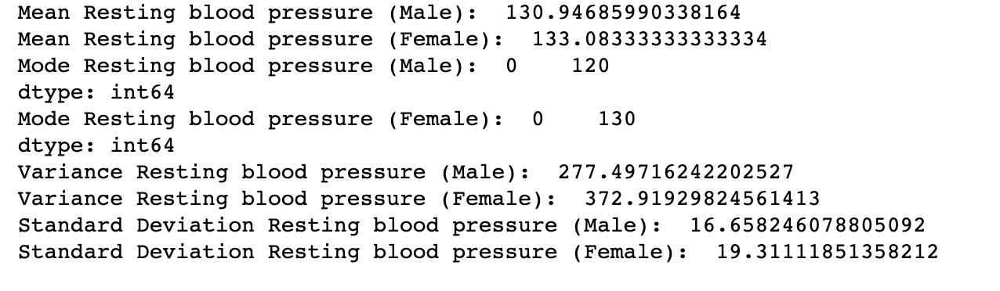 Mean Resting blood pressure (Male):  130.94685990338164
Mean Resting blood pressure (Female):  133.08333333333334
Mode Resting blood pressure (Male):  0    120
dtype: int64
Mode Resting blood pressure (Female):  0    130
dtype: int64
Variance Resting blood pressure (Male):  277.49716242202527
Variance Resting blood pressure (Female):  372.91929824561413
Standard Deviation Resting blood pressure (Male):  16.658246078805092
Standard Deviation Resting blood pressure (Female):  19.31111851358212